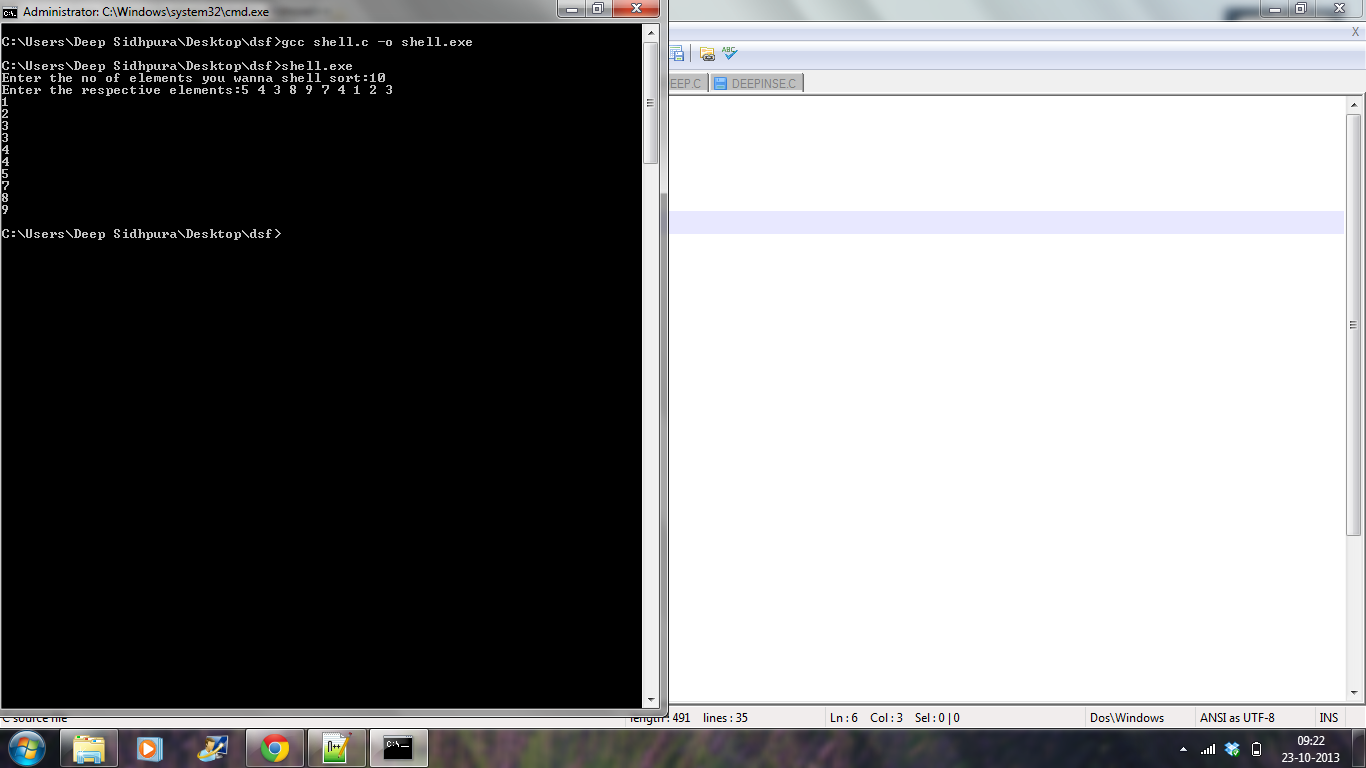 Administrator: C:\Windows\system32\cmd.exe
C:\Users\Deep Sidhpura\Desktop\dsf>gcc shell.c -o shell.exe
C:\Users\Deep Sidhpura\Desktop\dsf>shell.exe
Enter the no of elements you wanna shell sort:10
Enter the respective elements:5 4 3 8 9 7 4 1 2 3
1
2
3
3
4
4
5
7
8
9
C:\Users\Deep Sidhpura\Desktop\dsf>
X
ABC
EEP.C
DEEPINSE.C
C source file
length : 491 lines : 35
Ln : 6 Col : 3 Sel : 0 | 0
Dos\Windows
ANSI as UTF-8
INS
09:22
23-10-2013